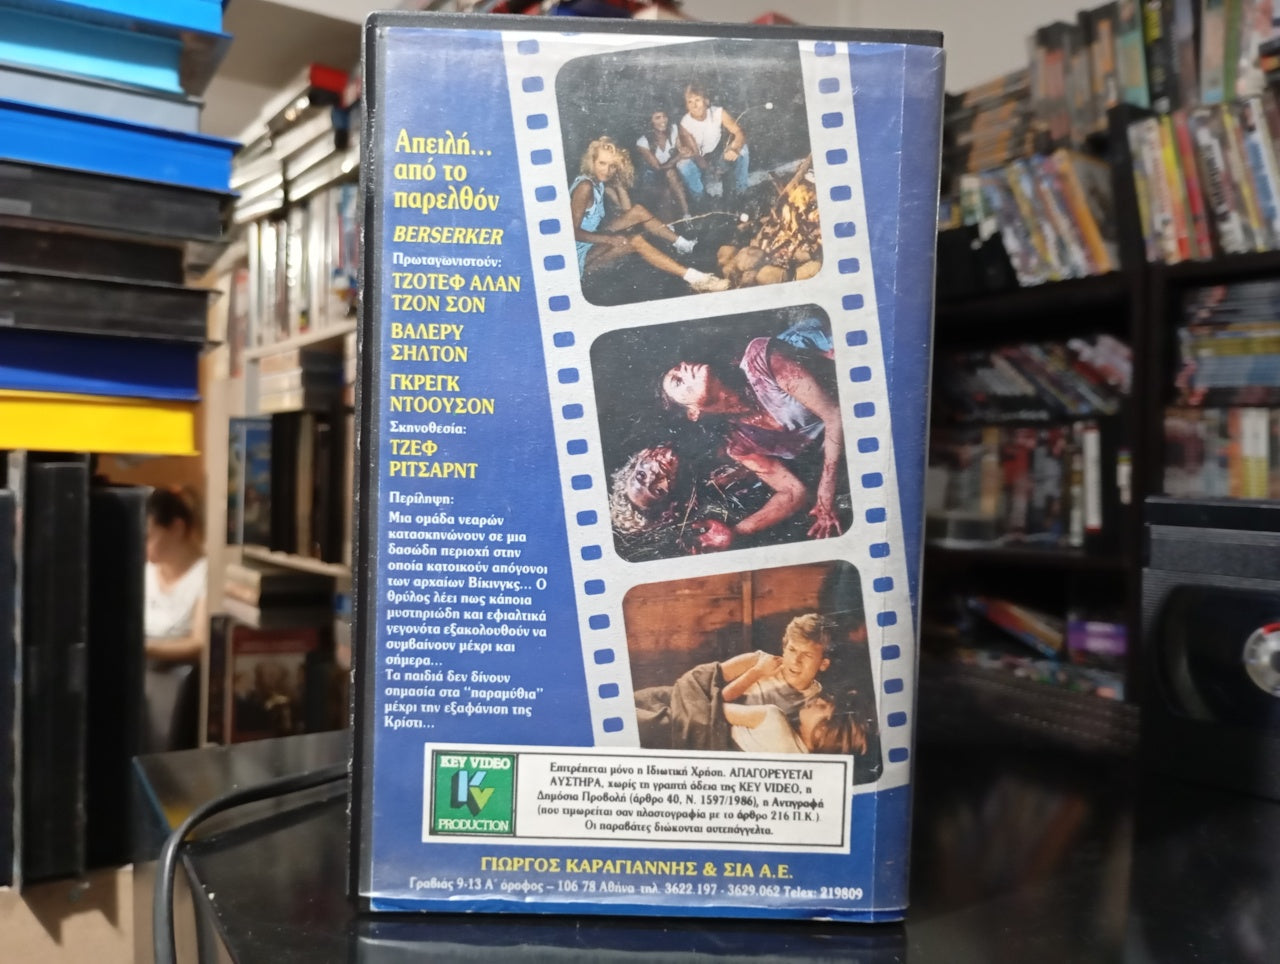 Απειλή...
από το
παρελθόν
BERSERKER
Πρωταγωνιστούν:
ΤΖΟΤΕΦ ΑΛΑΝ
ΤΖΟΝ ΣΟΝ
ΒΑΛΕΡΥ
ΣΗΛΤΟΝ
ΓΚΡΕΓΚ
ΝΤΟΟΥΣΟΝ
Σκηνοθεσία:
ΤΖΕΦ
ΡΙΤΣΑΡΝΤ
Περίληψη:
Μια ομάδα νεαρών
κατασκηνώνουν σε μια
δασώδη περιοχή στην
οποία κατοικούν απόγονοι
των αρχαίων Βίκινγκς... Ο
θρύλος λέει πως κάποια
μυστηριώδη και εφιαλτικά
γεγονότα εξακολουθούν να
συμβαίνουν μέχρι και
σήμερα...
Τα παιδιά δεν δίνουν
σημασία στα "παραμύθια"
μέχρι την εξαφάνιση της
Κρίστι...
KEY VIDEO
KV
PRODUCTION
Επιτρέπεται μόνο η Ιδιωτική Χρήση. ΑΠΑΓΟΡΕΥΕΤΑΙ
ΑΥΣΤΗΡΑ, χωρίς τη γραπτή άδεια της KEY VIDEO, η
Δημόσια Προβολή (άρθρο 40, Ν. 1597/1986), η Αντιγραφή
(που τιμωρείται σαν πλαστογραφία με το άρθρο 216 Π.Κ.).
Οι παραβάτες διώκονται αυτεπάγγελτα.
ΓΙΩΡΓΟΣ ΚΑΡΑΓΙΑΝΝΗΣ & ΣΙΑ Α.Ε.
Γραβιάς 9-13 Α' όροφος – 106 78 Αθήνα τηλ. 3622.197 - 3629.062 Telex: 219809